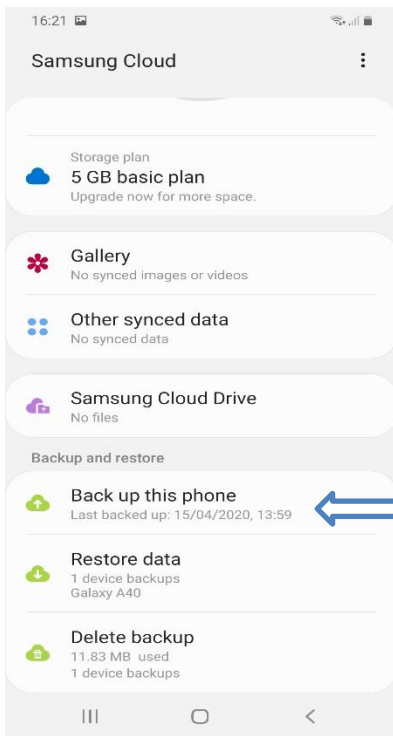 16:21
Samsung Cloud
Storage plan
5 GB basic plan
Upgrade now for more space.
Gallery
No synced images or videos
Other synced data
No synced data
Samsung Cloud Drive
No files
Backup and restore
Back up this phone
Last backed up: 15/04/2020, 13:59
Restore data
1 device backups
Galaxy A40
Delete backup
11.83 MB used
1 device backups